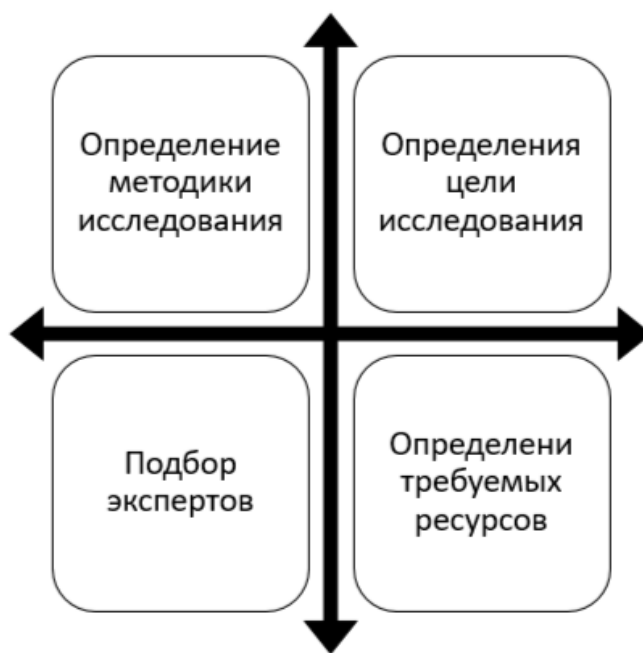 Определение
методики
исследования
Определения
цели
исследования
Подбор
экспертов
Определени
требуемых
ресурсов